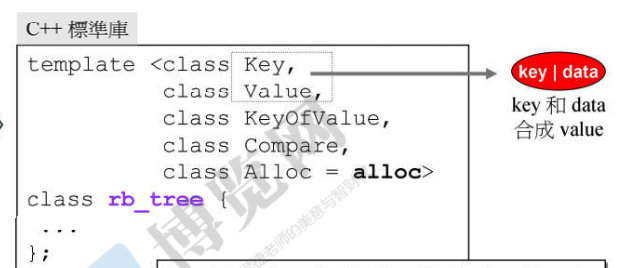 C++ 標準庫
template <class Key,
class Value,
class KeyOfValue,
class Compare,
class Alloc = alloc>
class rb_tree {
...
};
key | data
key 和 data
合成 value
博览网